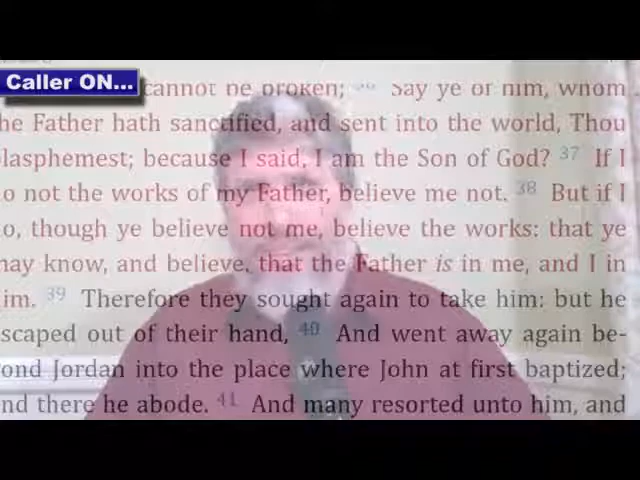 Caller ON...
cannot be broken; 36 Say ye of him, whom
he Father hath sanctified, and sent into the world, Thou
blasphemest; because I said, I am the Son of God? 37 If I
o not the works of my Father, believe me not. 38 But if I
o, though ye believe not me, believe the works: that ye
may know, and believe, that the Father is in me, and I in
im. 39 Therefore they sought again to take him: but he
scaped out of their hand, 40 And went away again be-
ond Jordan into the place where John at first baptized;
nd there he abode. 41 And many resorted unto him, and